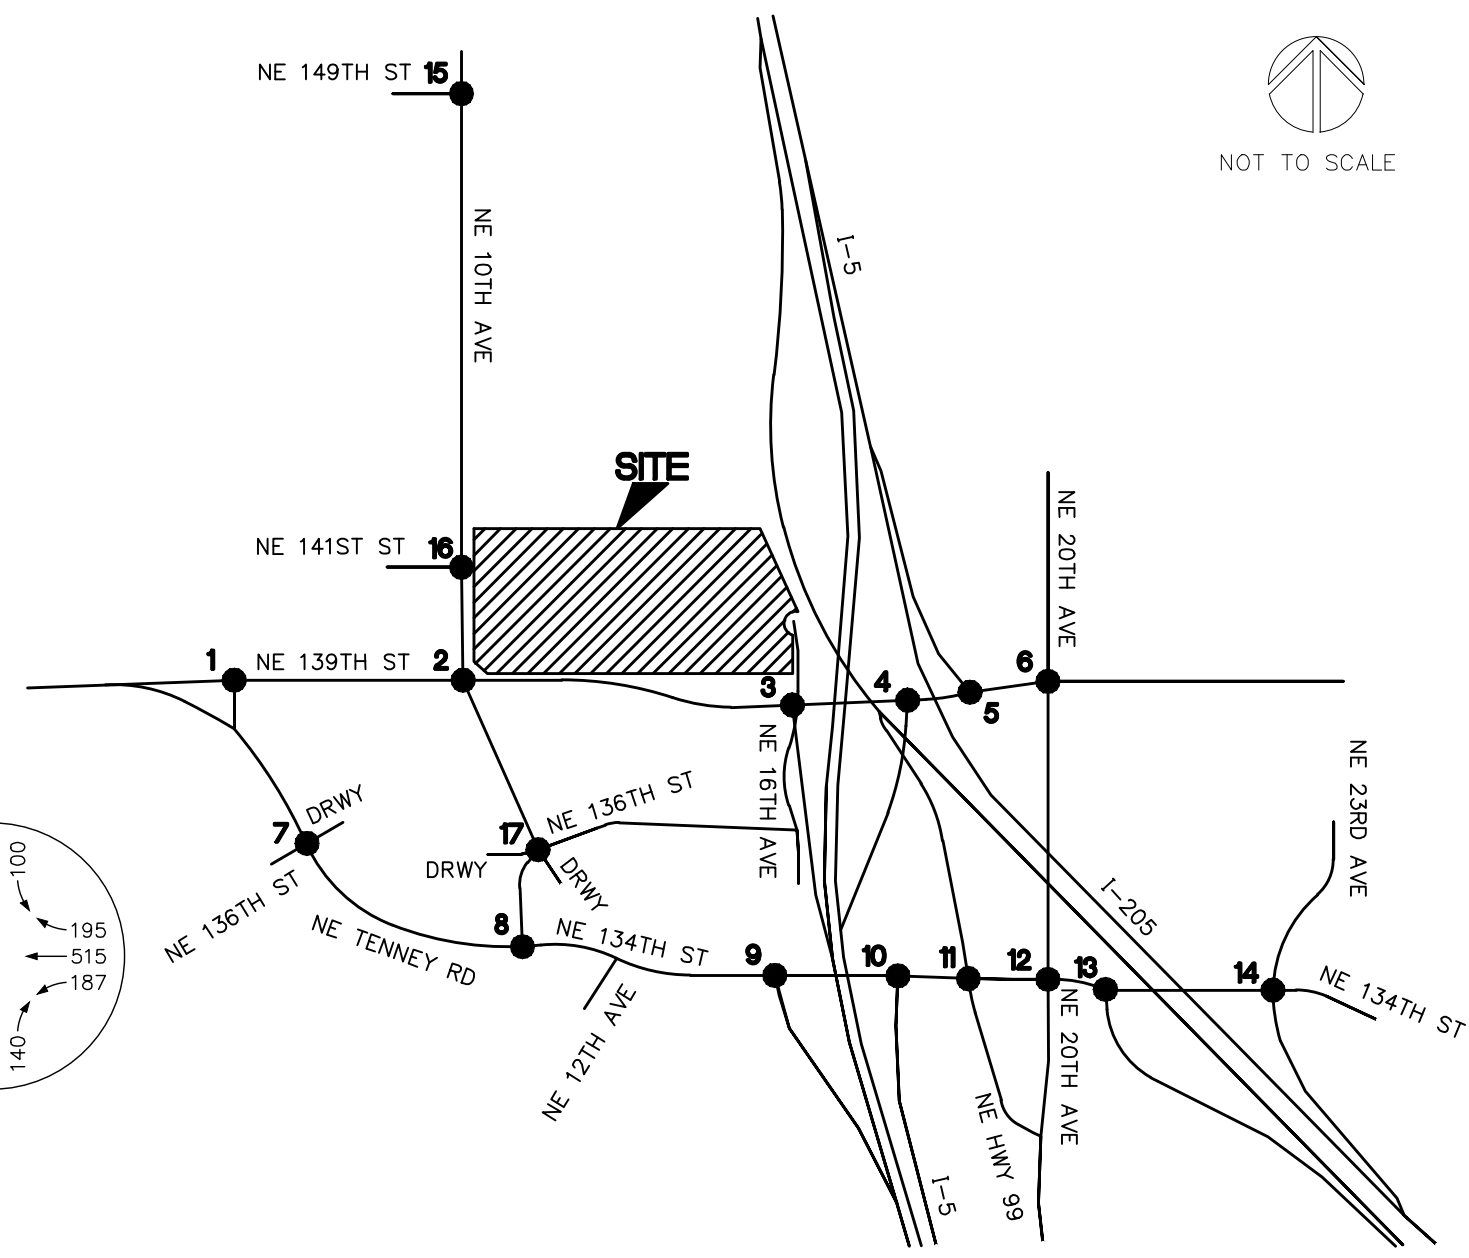 NE 149TH ST
15
NOT TO SCALE
NE 10TH AVE
I-5
SITE
NE 20TH AVE
NE 141ST ST
16
1
NE 139TH ST
2
3
4
5
6
NE 16TH AVE
NE 23RD AVE
DRWY
7
17
NE 136TH ST
DRWY
DRWY
NE 136TH ST
NE TENNEY RD
8
NE 134TH ST
I-205
100
195
515
187
140
9
10
11
12
13
14
NE 134TH ST
NE 12TH AVE
NE 20TH AVE
NE HWY 99
I-5